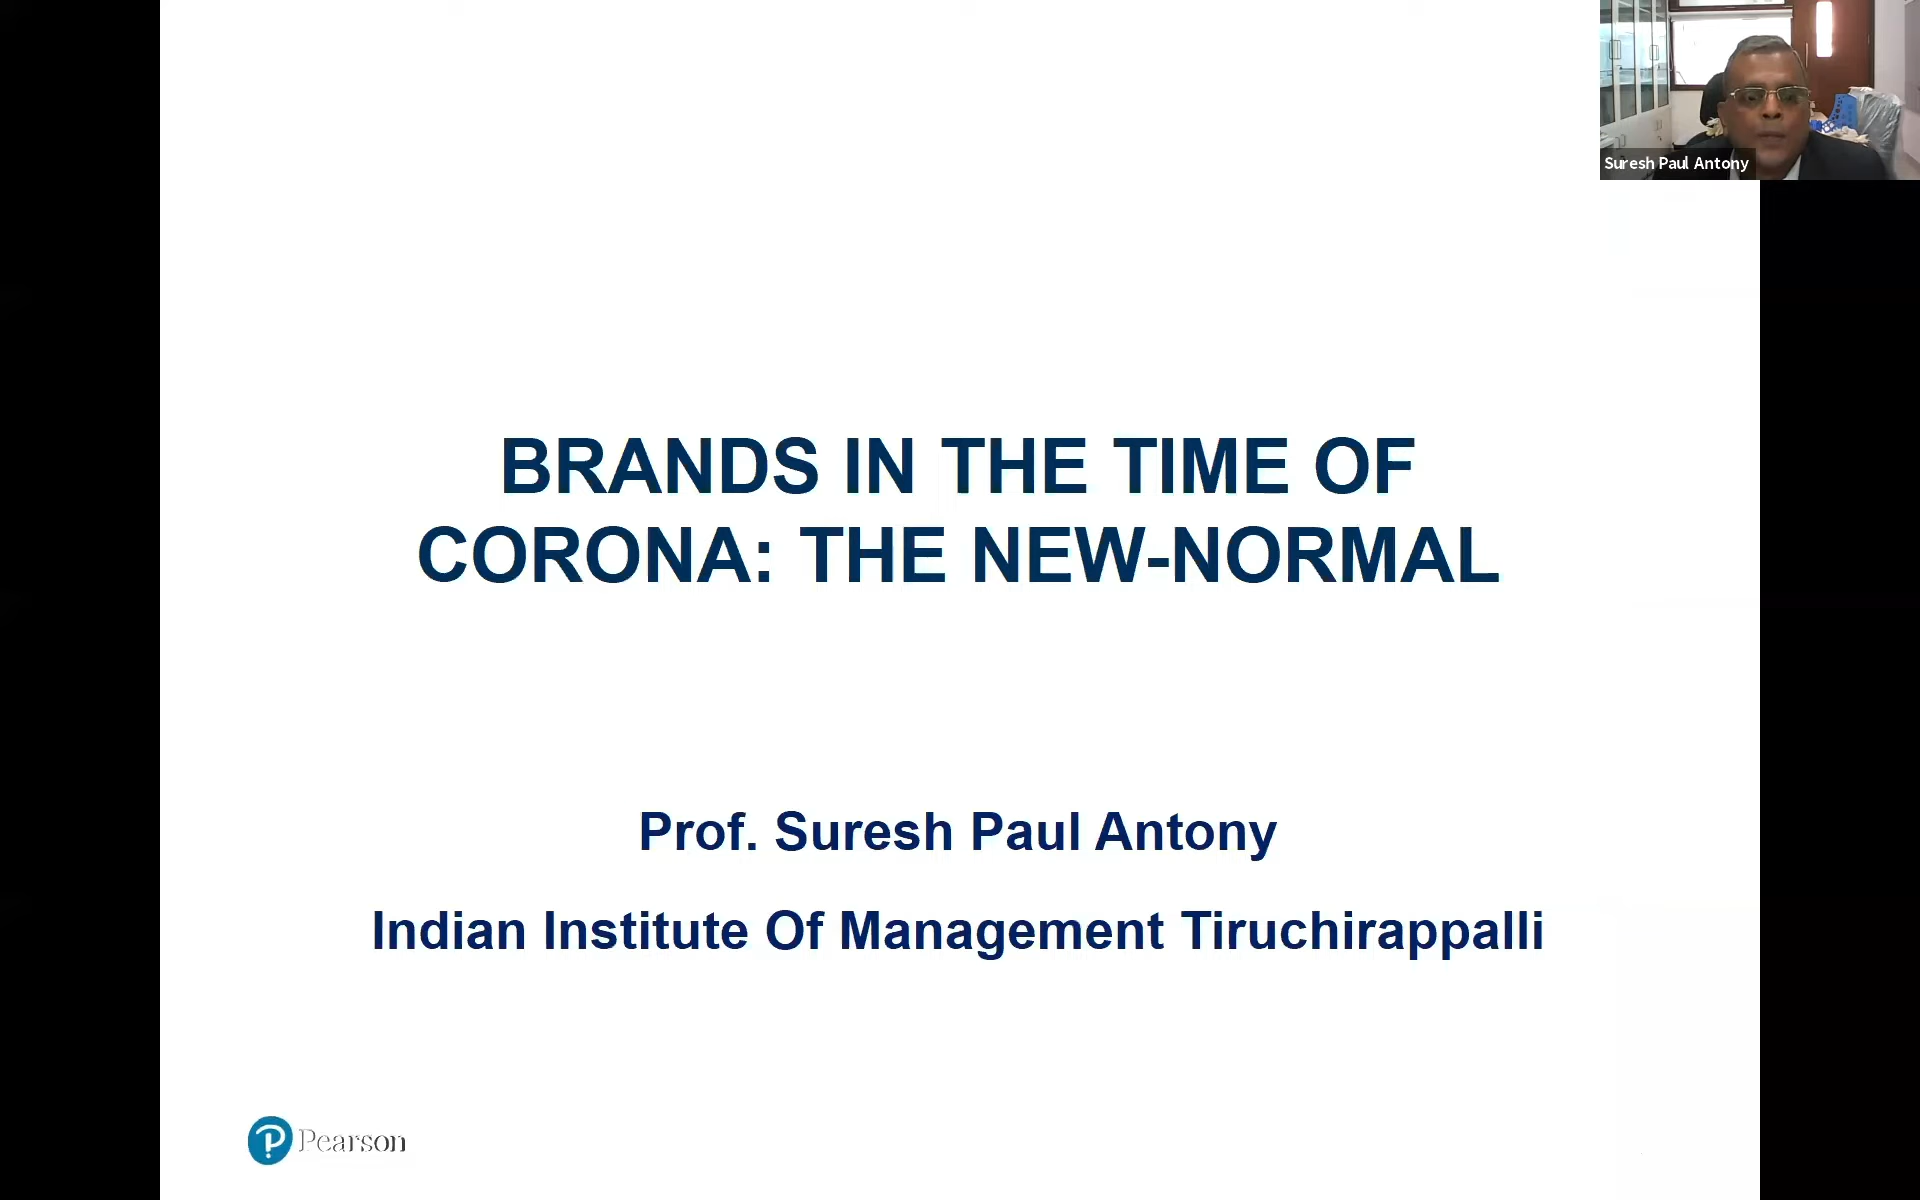 Suresh Paul Antony
BRANDS IN THE TIME OF
CORONA: THE NEW-NORMAL
Prof. Suresh Paul Antony
Indian Institute Of Management Tiruchirappalli
Pearson